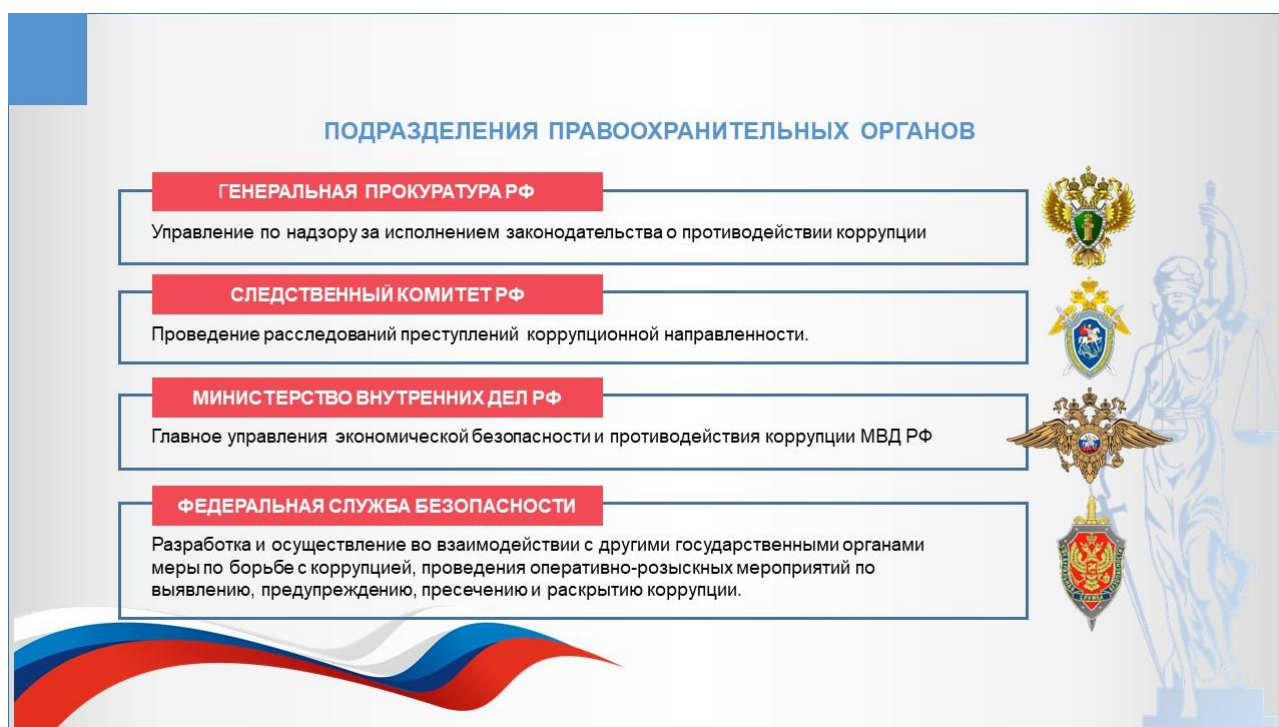 ПОДРАЗДЕЛЕНИЯ ПРАВООХРАНИТЕЛЬНЫХ ОРГАНОВ
ГЕНЕРАЛЬНАЯ ПРОКУРАТУРА РФ
Управление по надзору за исполнением законодательства о противодействии коррупции
СЛЕДСТВЕННЫЙ КОМИТЕТ РФ
Проведение расследований преступлений коррупционной направленности.
МИНИСТЕРСТВО ВНУТРЕННИХ ДЕЛ РФ
Главное управления экономической безопасности и противодействия коррупции МВД РФ
ФЕДЕРАЛЬНАЯ СЛУЖБА БЕЗОПАСНОСТИ
Разработка и осуществление во взаимодействии с другими государственными органами
меры по борьбе с коррупцией, проведения оперативно-розыскных мероприятий по
выявлению, предупреждению, пресечению и раскрытию коррупции.